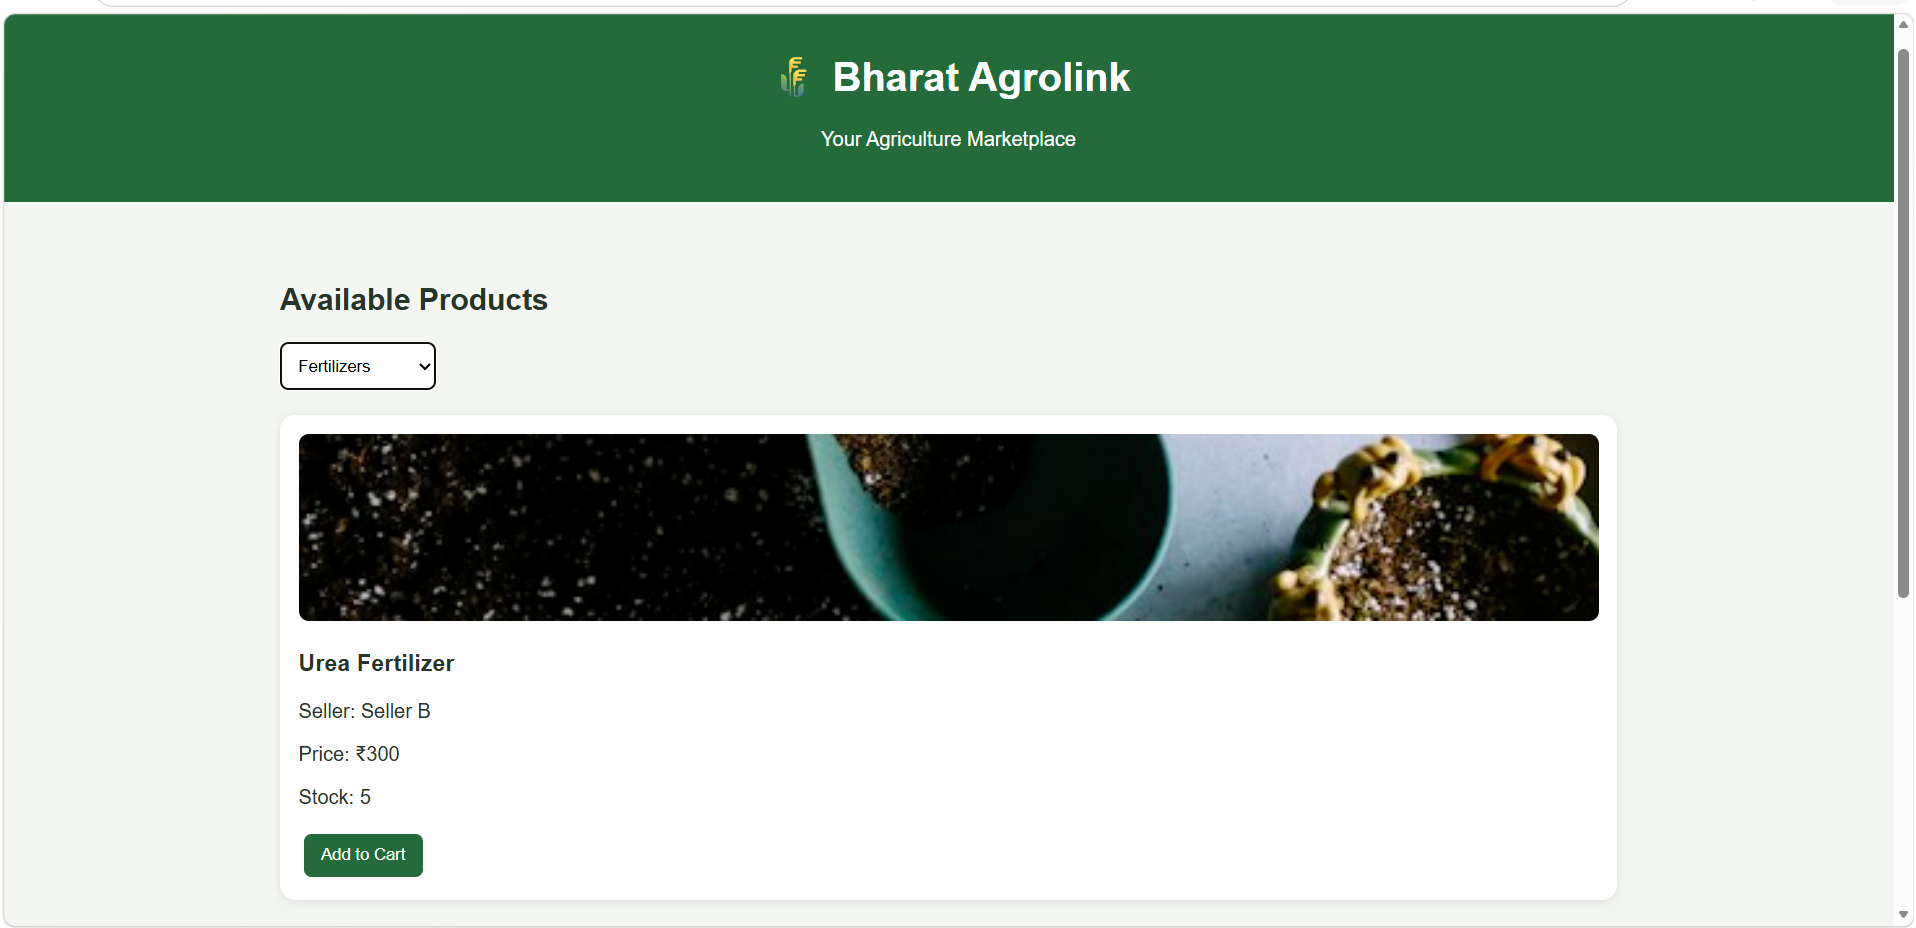 Bharat Agrolink
Your Agriculture Marketplace
Available Products
Fertilizers
Urea Fertilizer
Seller: Seller B
Price: ₹300
Stock: 5
Add to Cart